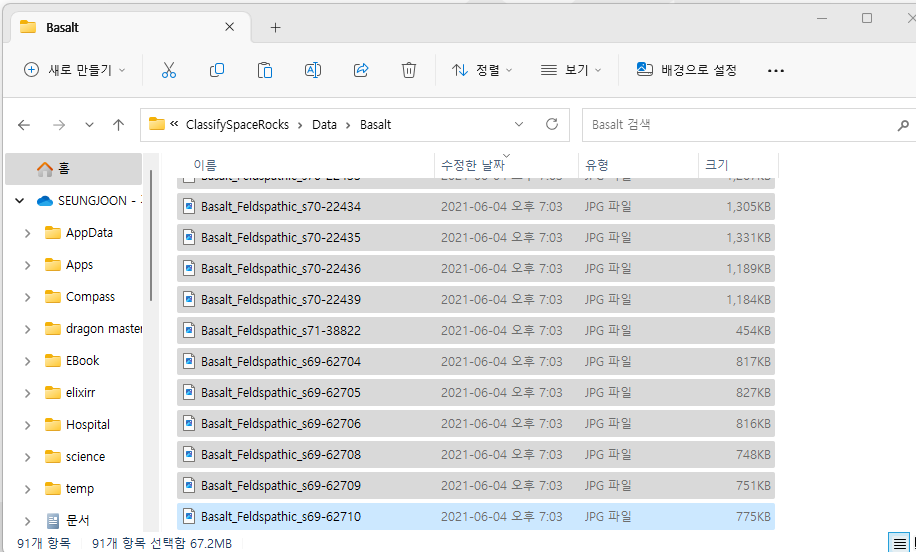 Basalt
새로 만들기 정렬 보기 배경으로 설정
« ClassifySpaceRocks > Data > Basalt Basalt 검색
홈
SEUNGJOON -
AppData
Apps
Compass
dragon master
EBook
elixirr
Hospital
science
temp
문서
이름 수정한 날짜 유형 크기
Basalt_Feldspathic_s70-22434 2021-06-04 오후 7:03 JPG 파일 1,305KB
Basalt_Feldspathic_s70-22435 2021-06-04 오후 7:03 JPG 파일 1,331KB
Basalt_Feldspathic_s70-22436 2021-06-04 오후 7:03 JPG 파일 1,189KB
Basalt_Feldspathic_s70-22439 2021-06-04 오후 7:03 JPG 파일 1,184KB
Basalt_Feldspathic_s71-38822 2021-06-04 오후 7:03 JPG 파일 454KB
Basalt_Feldspathic_s69-62704 2021-06-04 오후 7:03 JPG 파일 817KB
Basalt_Feldspathic_s69-62705 2021-06-04 오후 7:03 JPG 파일 827KB
Basalt_Feldspathic_s69-62706 2021-06-04 오후 7:03 JPG 파일 816KB
Basalt_Feldspathic_s69-62708 2021-06-04 오후 7:03 JPG 파일 748KB
Basalt_Feldspathic_s69-62709 2021-06-04 오후 7:03 JPG 파일 751KB
Basalt_Feldspathic_s69-62710 2021-06-04 오후 7:03 JPG 파일 775KB
91개 항목 91개 항목 선택함 67.2MB